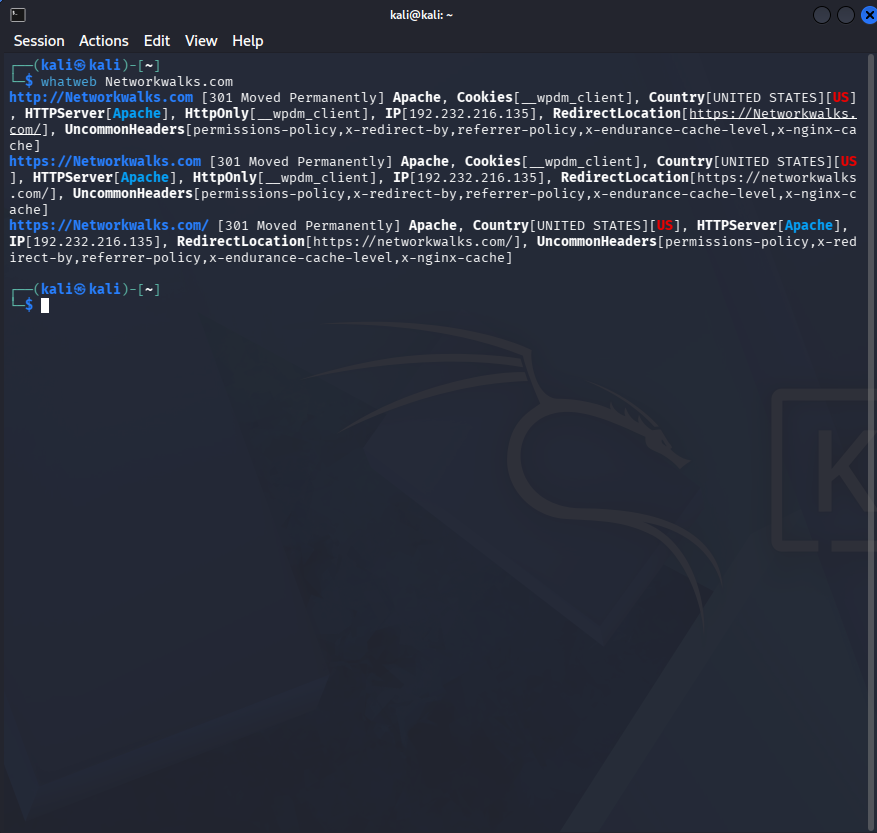 kali@kali: ~
Session Actions Edit View Help
┌──(kali㉿kali)-[~]
└─$ whatweb Networkwalks.com
http://Networkwalks.com [301 Moved Permanently] Apache, Cookies[__wpdm_client], Country[UNITED STATES][US]
, HTTPServer[Apache], HttpOnly[__wpdm_client], IP[192.232.216.135], RedirectLocation[https://Networkwalks.
com/], UncommonHeaders[permissions-policy,x-redirect-by,referrer-policy,x-endurance-cache-level,x-nginx-ca
che]
https://Networkwalks.com [301 Moved Permanently] Apache, Cookies[__wpdm_client], Country[UNITED STATES][US
], HTTPServer[Apache], HttpOnly[__wpdm_client], IP[192.232.216.135], RedirectLocation[https://networkwalks
.com/], UncommonHeaders[permissions-policy,x-redirect-by,referrer-policy,x-endurance-cache-level,x-nginx-c
ache]
https://Networkwalks.com/ [301 Moved Permanently] Apache, Country[UNITED STATES][US], HTTPServer[Apache],
IP[192.232.216.135], RedirectLocation[https://networkwalks.com/], UncommonHeaders[permissions-policy,x-red
irect-by,referrer-policy,x-endurance-cache-level,x-nginx-cache]
┌──(kali㉿kali)-[~]
└─$
K